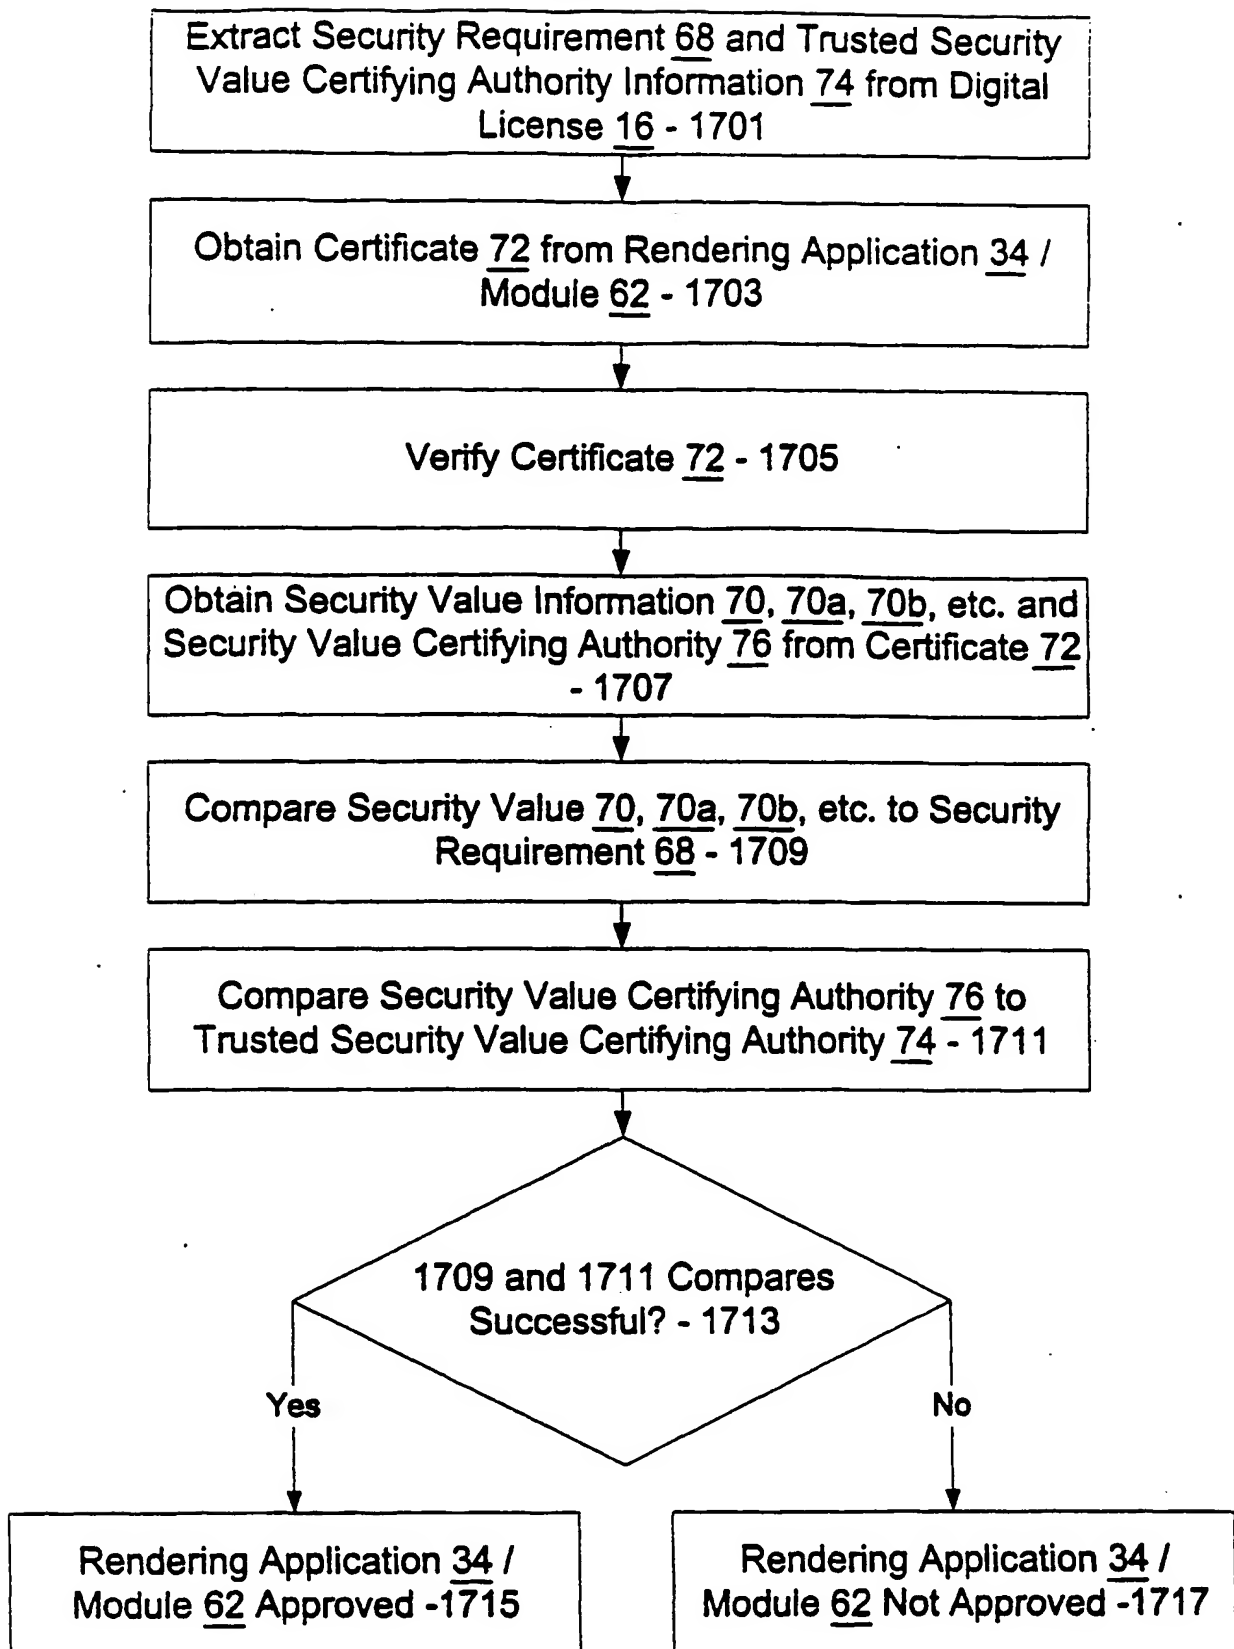 Extract Security Requirement 68 and Trusted Security
Value Certifying Authority Information 74 from Digital
License 16 - 1701
Obtain Certificate 72 from Rendering Application 34 /
Module 62 - 1703
Verify Certificate 72 - 1705
Obtain Security Value Information 70, 70a, 70b, etc. and
Security Value Certifying Authority 76 from Certificate 72
- 1707
Compare Security Value 70, 70a, 70b, etc. to Security
Requirement 68 - 1709
Compare Security Value Certifying Authority 76 to
Trusted Security Value Certifying Authority 74 - 1711
1709 and 1711 Compares
Successful? - 1713
Yes
No
Rendering Application 34 /
Module 62 Approved -1715
Rendering Application 34 /
Module 62 Not Approved -1717